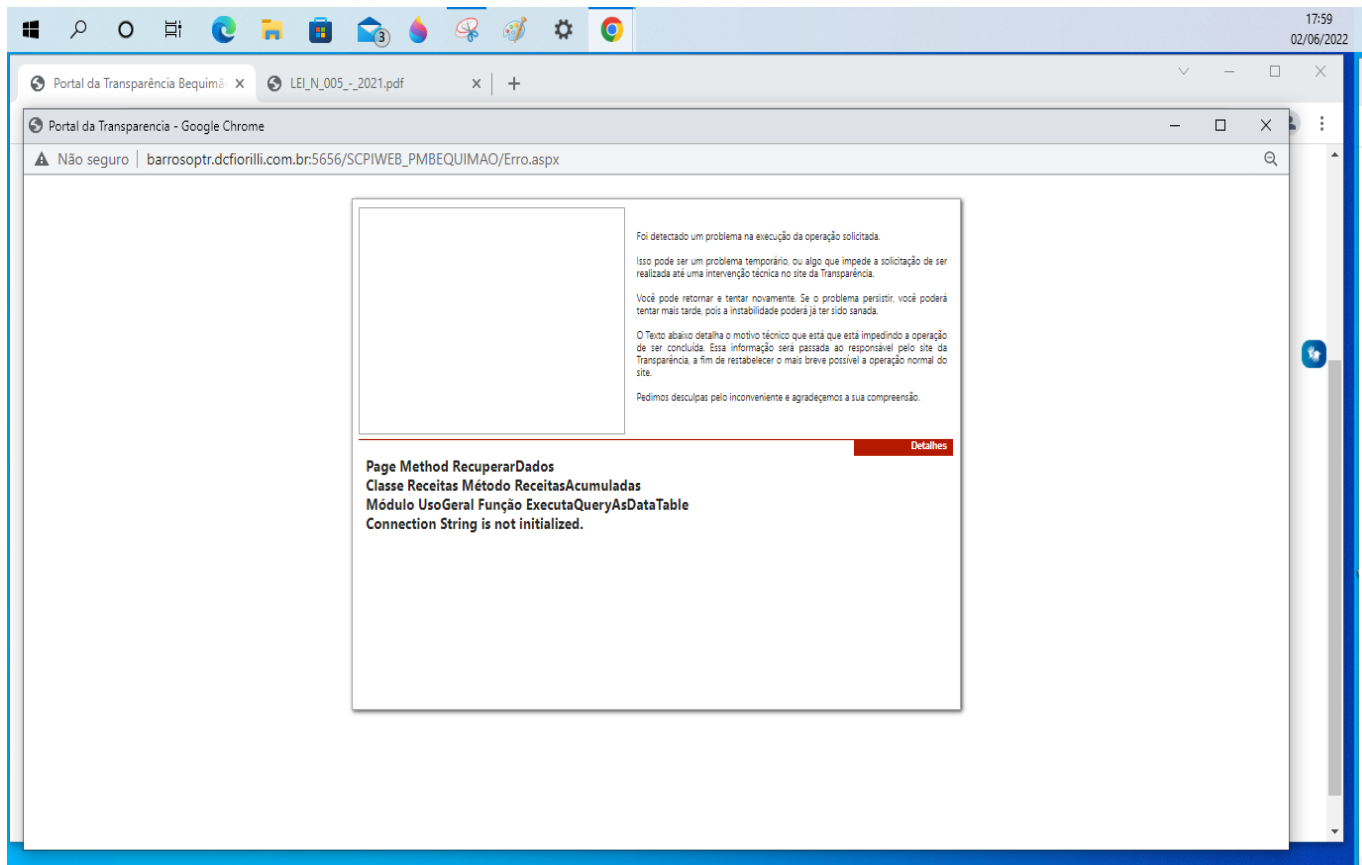 17:59
02/06/2022
3
Portal da Transparência Bequimã
LEI_N_005_-_2021.pdf
Portal da Transparencia - Google Chrome
Não seguro
barrosoptr.dcfiorilli.com.br:5656/SCPIWEB_PMBEQUIMAO/Erro.aspx
Foi detectado um problema na execução da operação solicitada.
Isso pode ser um problema temporário, ou algo que impede a solicitação de ser
realizada até uma intervenção técnica no site da Transparência.
Você pode retornar e tentar novamente. Se o problema persistir, você poderá
tentar mais tarde, pois a instabilidade poderá já ter sido sanada.
O Texto abaixo detalha o motivo técnico que está que está impedindo a operação
de ser concluída. Essa informação será passada ao responsável pelo site da
Transparência, a fim de restabelecer o mais breve possível a operação normal do
site.
Pedimos desculpas pelo inconveniente e agradeçemos a sua compreensão.
Detalhes
Page Method RecuperarDados
Classe Receitas Método ReceitasAcumuladas
Módulo UsoGeral Função ExecutaQueryAsDataTable
Connection String is not initialized.